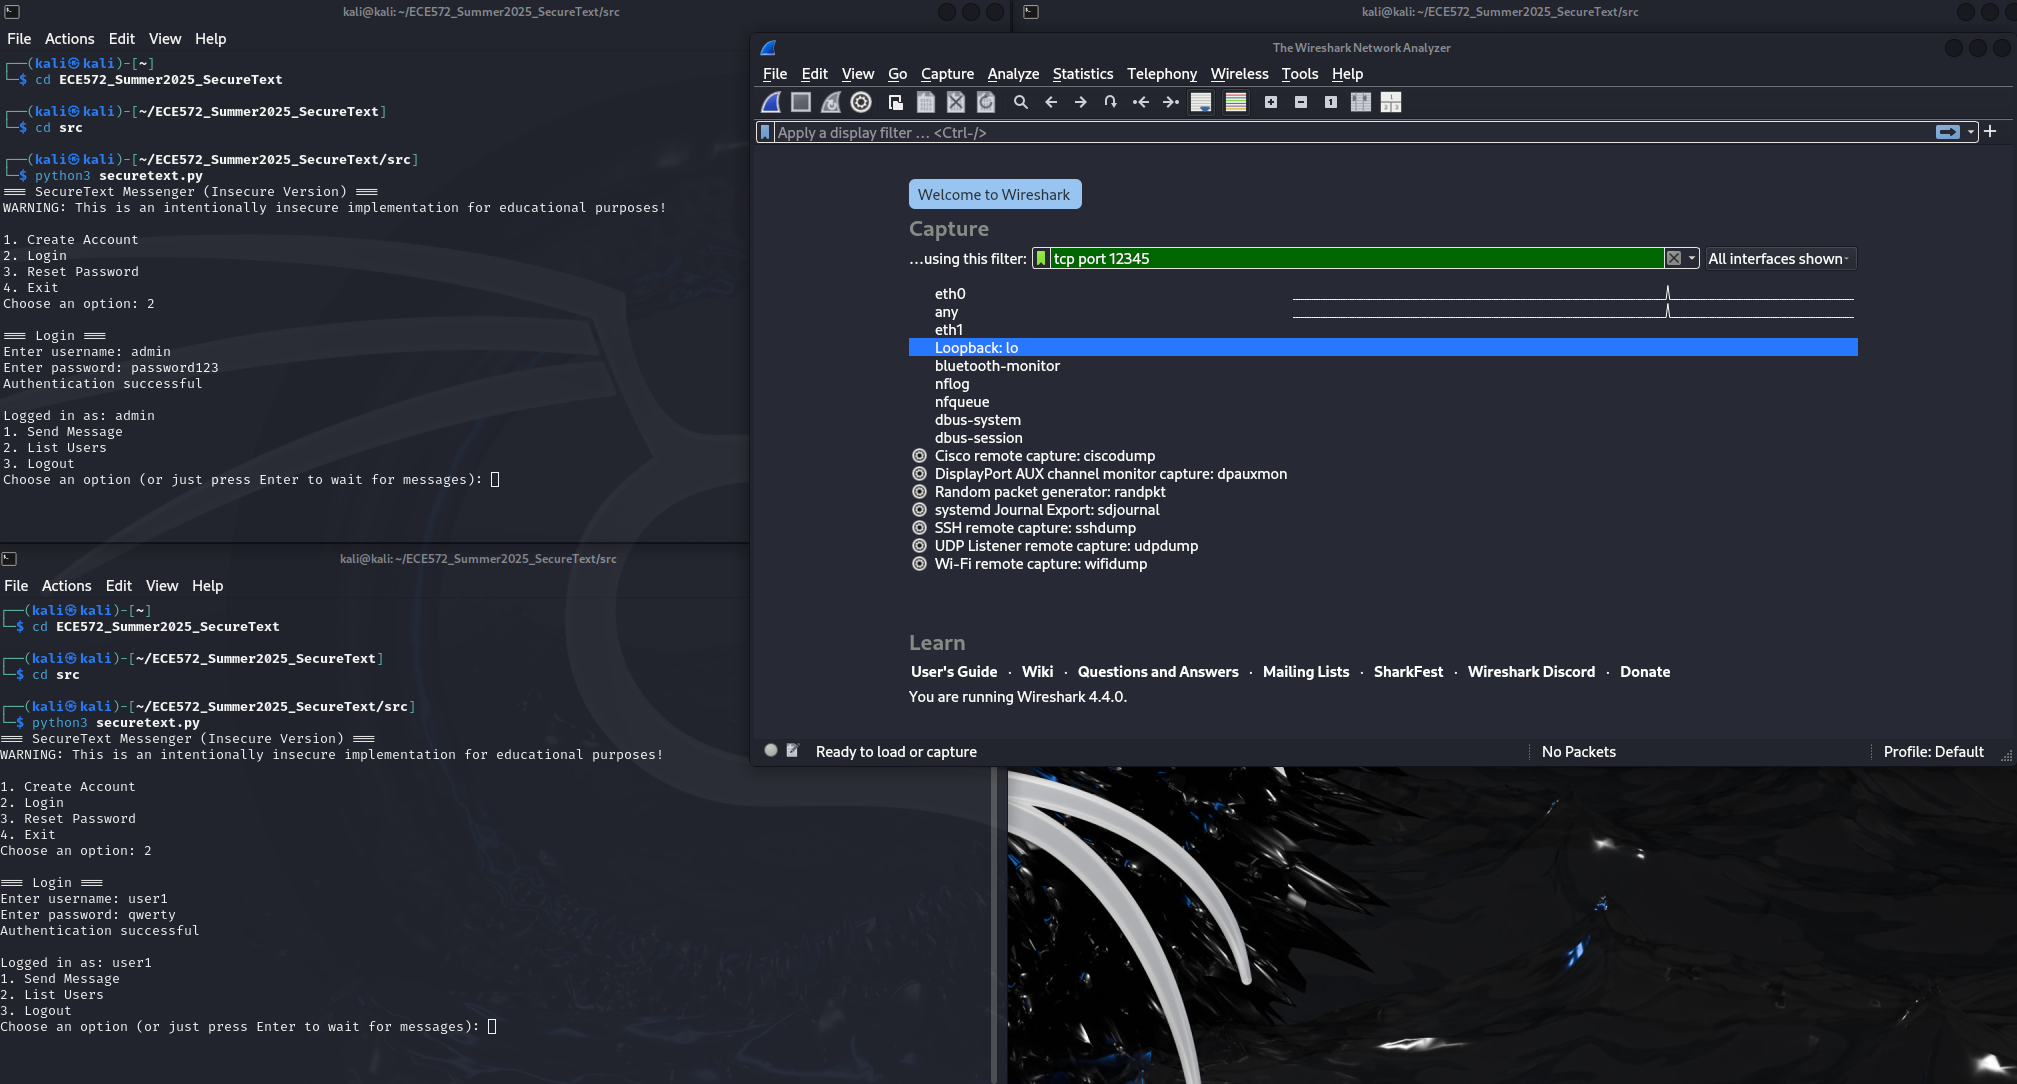 kali@kali: ~/ECE572_Summer2025_SecureText/src
File Actions Edit View Help
┌──(kali㉿kali)-[~]
└─$ cd ECE572_Summer2025_SecureText
┌──(kali㉿kali)-[~/ECE572_Summer2025_SecureText]
└─$ cd src
┌──(kali㉿kali)-[~/ECE572_Summer2025_SecureText/src]
└─$ python3 securetext.py
=== SecureText Messenger (Insecure Version) ===
WARNING: This is an intentionally insecure implementation for educational purposes!
1. Create Account
2. Login
3. Reset Password
4. Exit
Choose an option: 2
=== Login ===
Enter username: admin
Enter password: password123
Authentication successful
Logged in as: admin
1. Send Message
2. List Users
3. Logout
Choose an option (or just press Enter to wait for messages):
kali@kali: ~/ECE572_Summer2025_SecureText/src
File Actions Edit View Help
┌──(kali㉿kali)-[~]
└─$ cd ECE572_Summer2025_SecureText
┌──(kali㉿kali)-[~/ECE572_Summer2025_SecureText]
└─$ cd src
┌──(kali㉿kali)-[~/ECE572_Summer2025_SecureText/src]
└─$ python3 securetext.py
=== SecureText Messenger (Insecure Version) ===
WARNING: This is an intentionally insecure implementation for educational purposes!
1. Create Account
2. Login
3. Reset Password
4. Exit
Choose an option: 2
=== Login ===
Enter username: user1
Enter password: qwerty
Authentication successful
Logged in as: user1
1. Send Message
2. List Users
3. Logout
Choose an option (or just press Enter to wait for messages):
kali@kali: ~/ECE572_Summer2025_SecureText/src
The Wireshark Network Analyzer
File Edit View Go Capture Analyze Statistics Telephony Wireless Tools Help
Apply a display filter … <Ctrl-/>
Welcome to Wireshark
Capture
…using this filter: tcp port 12345 All interfaces shown
eth0
any
eth1
Loopback: lo
bluetooth-monitor
nflog
nfqueue
dbus-system
dbus-session
Cisco remote capture: ciscodump
DisplayPort AUX channel monitor capture: dpauxmon
Random packet generator: randpkt
systemd Journal Export: sdjournal
SSH remote capture: sshdump
UDP Listener remote capture: udpdump
Wi-Fi remote capture: wifidump
Learn
User's Guide · Wiki · Questions and Answers · Mailing Lists · SharkFest · Wireshark Discord · Donate
You are running Wireshark 4.4.0.
Ready to load or capture No Packets Profile: Default